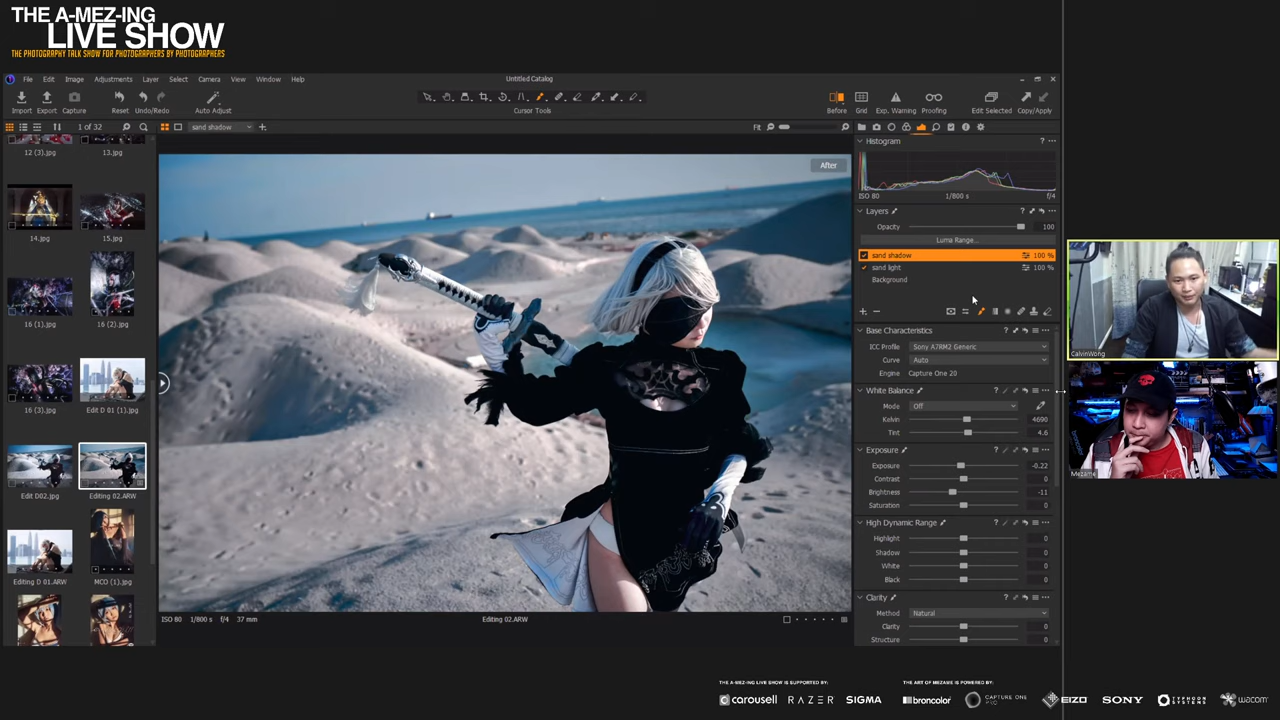 THE A-MEZ-ING
LIVE SHOW
THE PHOTOGRAPHY TALK SHOW FOR PHOTOGRAPHERS BY PHOTOGRAPHERS
File Edit Image Adjustments Layer Select Camera View Window Help
Untitled Catalog
Import Export Capture Reset Undo/Redo Auto Adjust Cursor Tools Before Grid Exp. Warning Proofing Edit Selected Copy/Apply
1 of 32
sand shadow
Fit
12 (3).jpg 13.jpg
14.jpg 15.jpg
16 (1).jpg 16 (2).jpg
16 (3).jpg Edit D 01 (1).jpg
Edit D02.jpg Editing 02.ARW
Editing D 01.ARW MCO (1).jpg
After
ISO 80 1/800 s f/4 37 mm
Editing 02.ARW
Histogram
ISO 80 1/800 s f/4
Layers
Opacity 100
Luma Range...
sand shadow 100 %
sand light 100 %
Background
Base Characteristics
ICC Profile Sony A7RM2 Generic
Curve Auto
Engine Capture One 20
White Balance
Mode Off
Kelvin 4690
Tint 4.6
Exposure
Exposure -0.22
Contrast 0
Brightness -11
Saturation 0
High Dynamic Range
Highlight 0
Shadow 0
White 0
Black 0
Clarity
Method Natural
Clarity 0
Structure 0
CalvinWong
Mezame
THE A-MEZ-ING LIVE SHOW IS SUPPORTED BY:
carousell RAZER SIGMA
THE ART OF MEZAME IS POWERED BY:
broncolor CAPTURE ONE PRO EIZO SONY TYPHOON SYSTEMS wacom